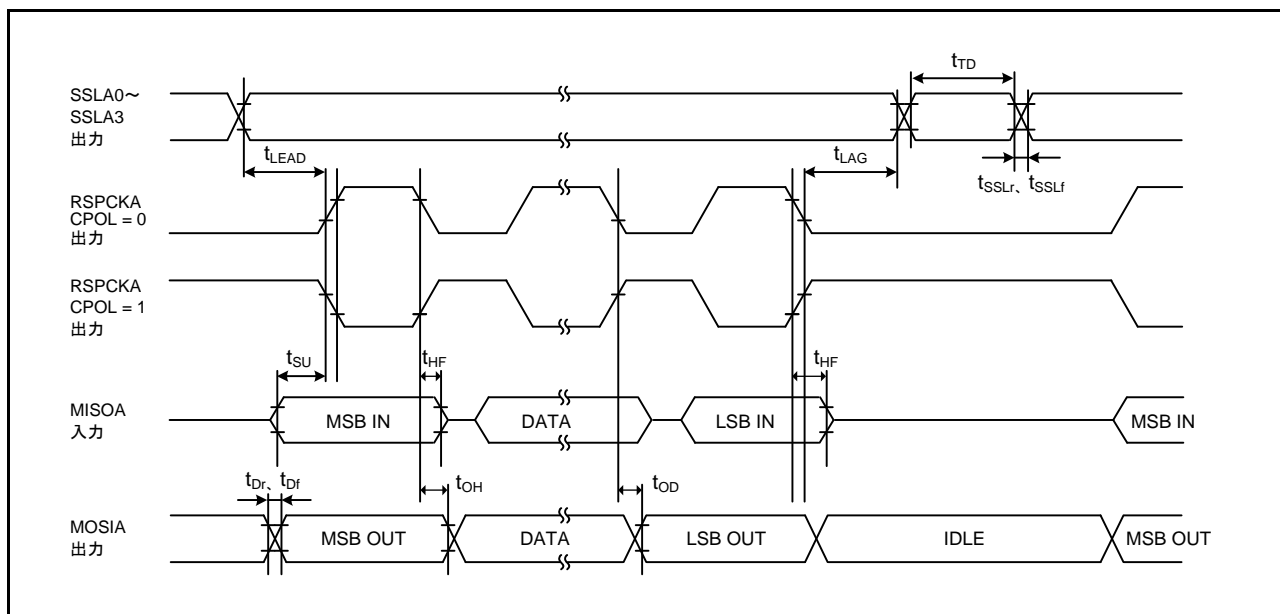 tTD
SSLA0～
SSLA3
出力
tLEAD
tLAG
tSSLr、tSSLf
RSPCKA
CPOL = 0
出力
RSPCKA
CPOL = 1
出力
tSU
tHF
tHF
MISOA
入力
MSB IN
DATA
LSB IN
MSB IN
tDr、tDf
tOH
tOD
MOSIA
出力
MSB OUT
DATA
LSB OUT
IDLE
MSB OUT